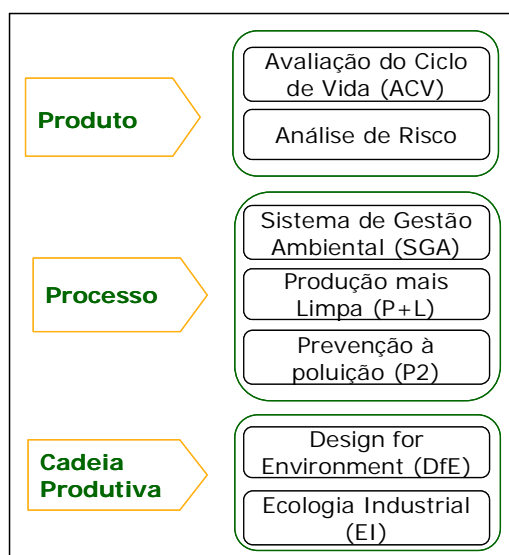 Produto
Avaliação do Ciclo
de Vida (ACV)
Análise de Risco
Processo
Sistema de Gestão
Ambiental (SGA)
Produção mais
Limpa (P+L)
Prevenção à
poluição (P2)
Cadeia
Produtiva
Design for
Environment (DfE)
Ecologia Industrial
(EI)